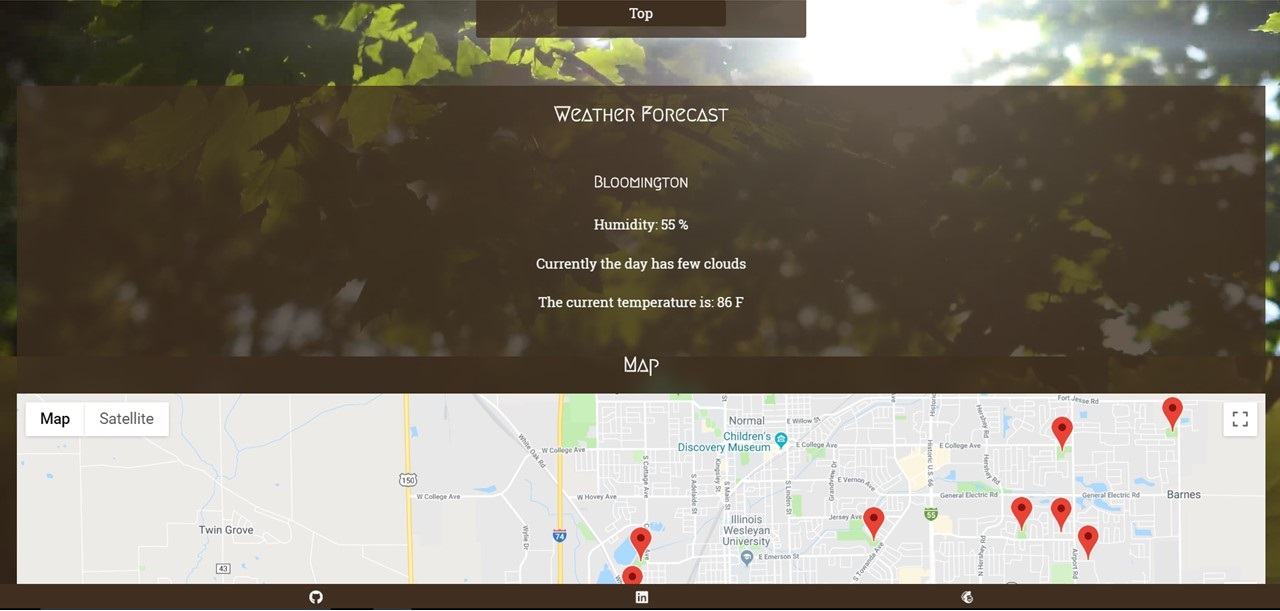 Top
Weather Forecast
Bloomington
Humidity: 55 %
Currently the day has few clouds
The current temperature is: 86 F
Map
Map Satellite
Fort Jesse Rd
Normal
E Willow St
Children's
Discovery Museum
E College Ave
E College Ave
Historic U.S. 66
Hershey Rd
Hershey Rd
White Oak Rd
W College Ave
S Cottage Ave
S Adelaide St
Kingsley St
S Main St
S Linden St
Grandview Dr
E Vernon Ave
150
W College Ave
W Hovey Ave
General Electric Rd
General Electric Rd
Barnes
55
Jersey Ave
Illinois
Wesleyan
University
Twin Grove
74
Wylie Dr
E Emerson St
S Towanda Ave
N Hershey Rd
Airport Rd
43